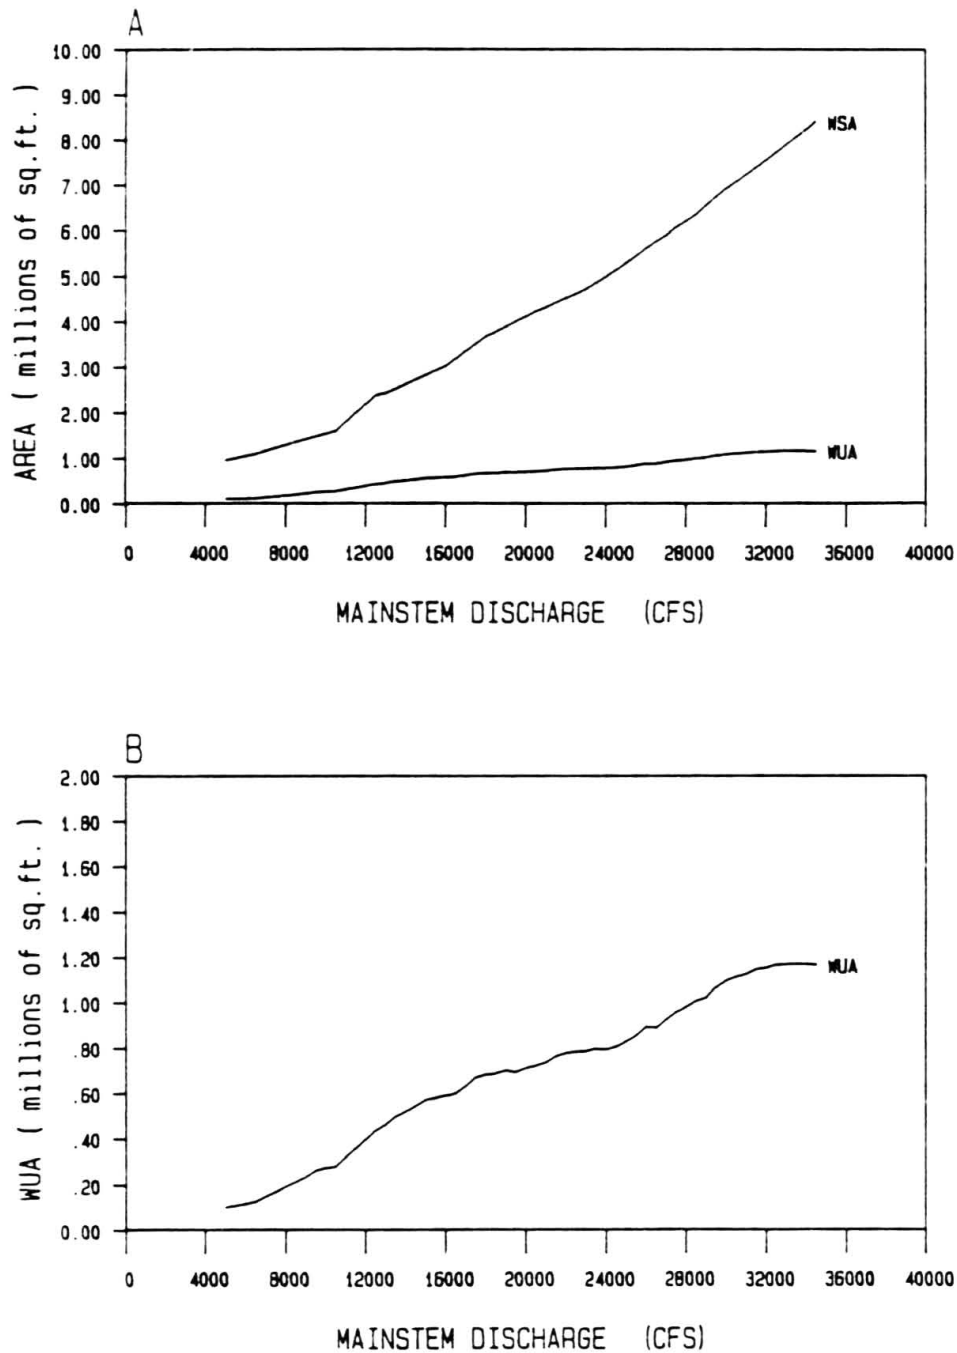 A
10.00
9.00
8.00
7.00
6.00
5.00
4.00
3.00
2.00
1.00
0.00
AREA ( millions of sq.ft. )
WSA
WUA
0 4000 8000 12000 16000 20000 24000 28000 32000 36000 40000
MAINSTEM DISCHARGE (CFS)
B
2.00
1.80
1.60
1.40
1.20
1.00
.80
.60
.40
.20
0.00
WUA ( millions of sq.ft. )
WUA
0 4000 8000 12000 16000 20000 24000 28000 32000 36000 40000
MAINSTEM DISCHARGE (CFS)